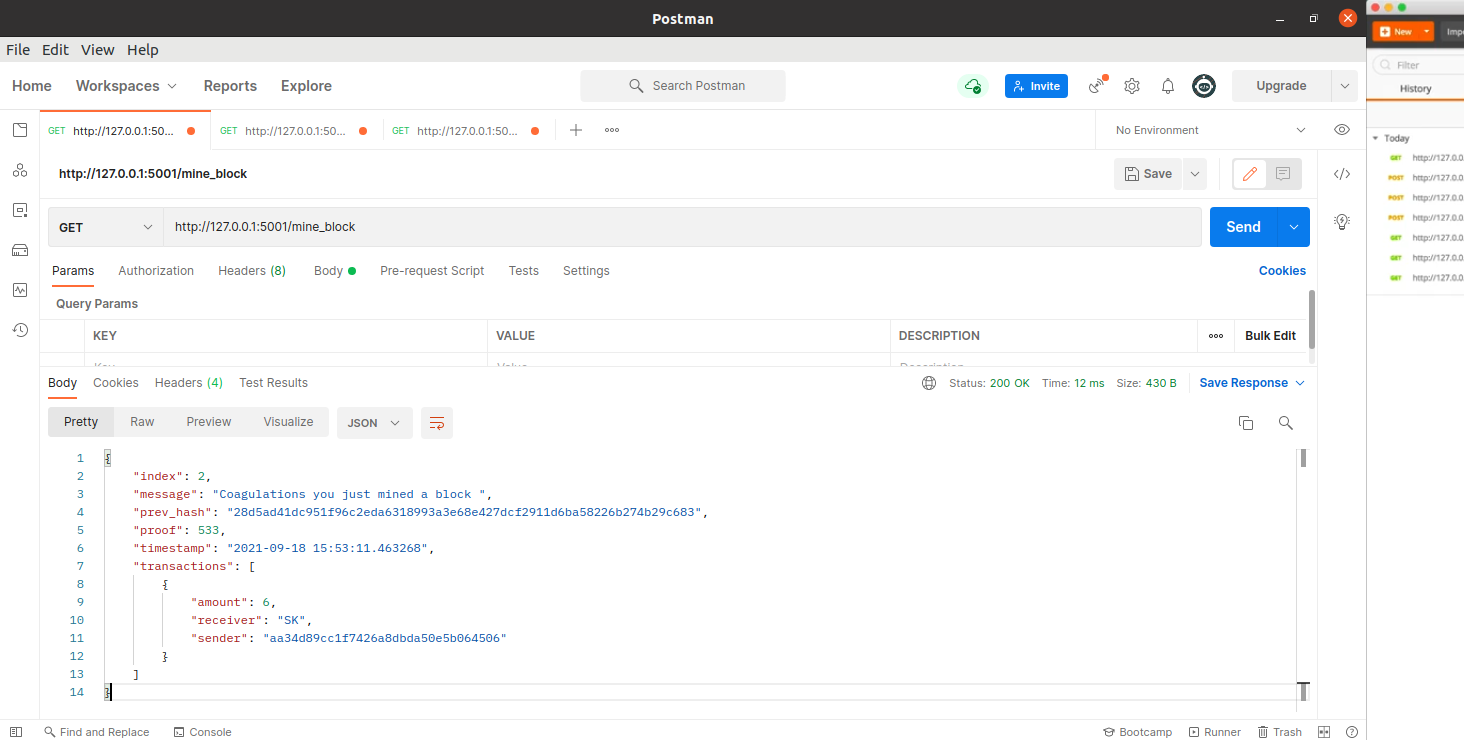 Postman
File Edit View Help
Home Workspaces Reports Explore Search Postman Invite Upgrade
GET http://127.0.0.1:50... GET http://127.0.0.1:50... GET http://127.0.0.1:50... No Environment
http://127.0.0.1:5001/mine_block Save
GET http://127.0.0.1:5001/mine_block Send
Params Authorization Headers (8) Body Pre-request Script Tests Settings Cookies
Query Params
KEY VALUE DESCRIPTION Bulk Edit
Key Value Description
Body Cookies Headers (4) Test Results Status: 200 OK Time: 12 ms Size: 430 B Save Response
Pretty Raw Preview Visualize JSON
1 {
2 "index": 2,
3 "message": "Coagulations you just mined a block ",
4 "prev_hash": "28d5ad41dc951f96c2eda6318993a3e68e427dcf2911d6ba58226b274b29c683",
5 "proof": 533,
6 "timestamp": "2021-09-18 15:53:11.463268",
7 "transactions": [
8 {
9 "amount": 6,
10 "receiver": "SK",
11 "sender": "aa34d89cc1f7426a8dbda50e5b064506"
12 }
13 ]
14 }
Find and Replace Console Bootcamp Runner Trash
New Impo
Filter
History
Today
GET http://127.0.0.
POST http://127.0.0.
POST http://127.0.0.
POST http://127.0.0.
GET http://127.0.0.
GET http://127.0.0.
GET http://127.0.0.